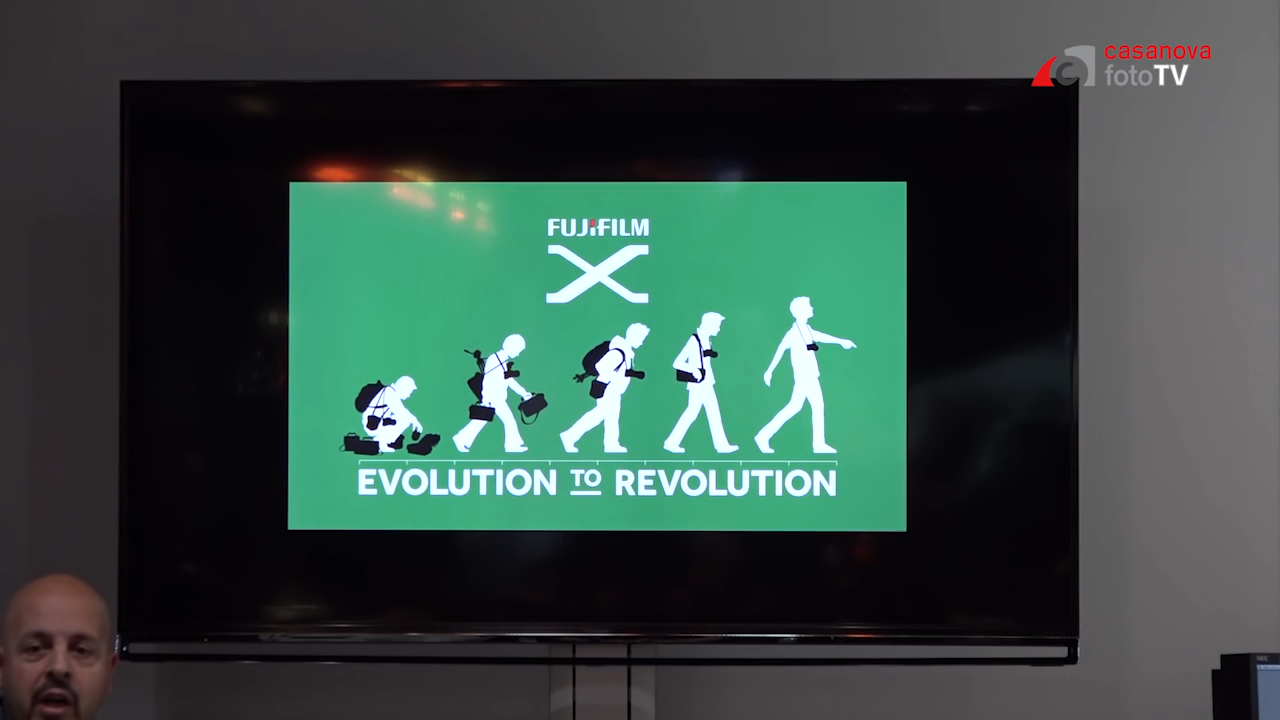 casanova
fotoTV
FUJIFILM
X
EVOLUTION TO REVOLUTION